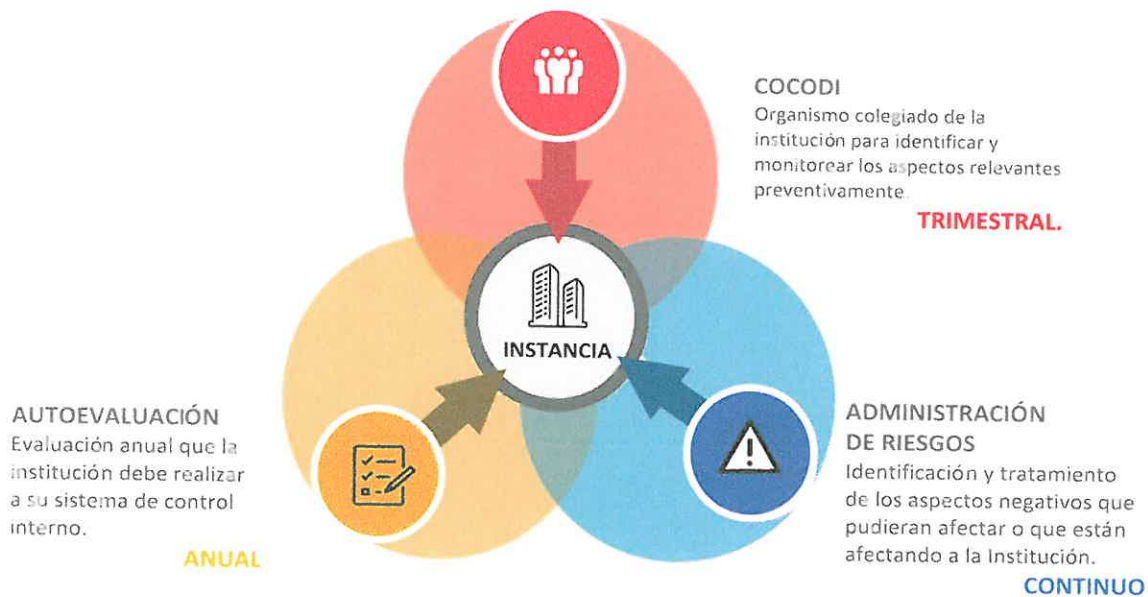 COCODI
Organismo colegiado de la
institución para identificar y
monitorear los aspectos relevantes
preventivamente.
TRIMESTRAL.
INSTANCIA
AUTOEVALUACIÓN
Evaluación anual que la
institución debe realizar
a su sistema de control
interno.
ANUAL
ADMINISTRACIÓN
DE RIESGOS
Identificación y tratamiento
de los aspectos negativos que
pudieran afectar o que están
afectando a la Institución.
CONTINUO